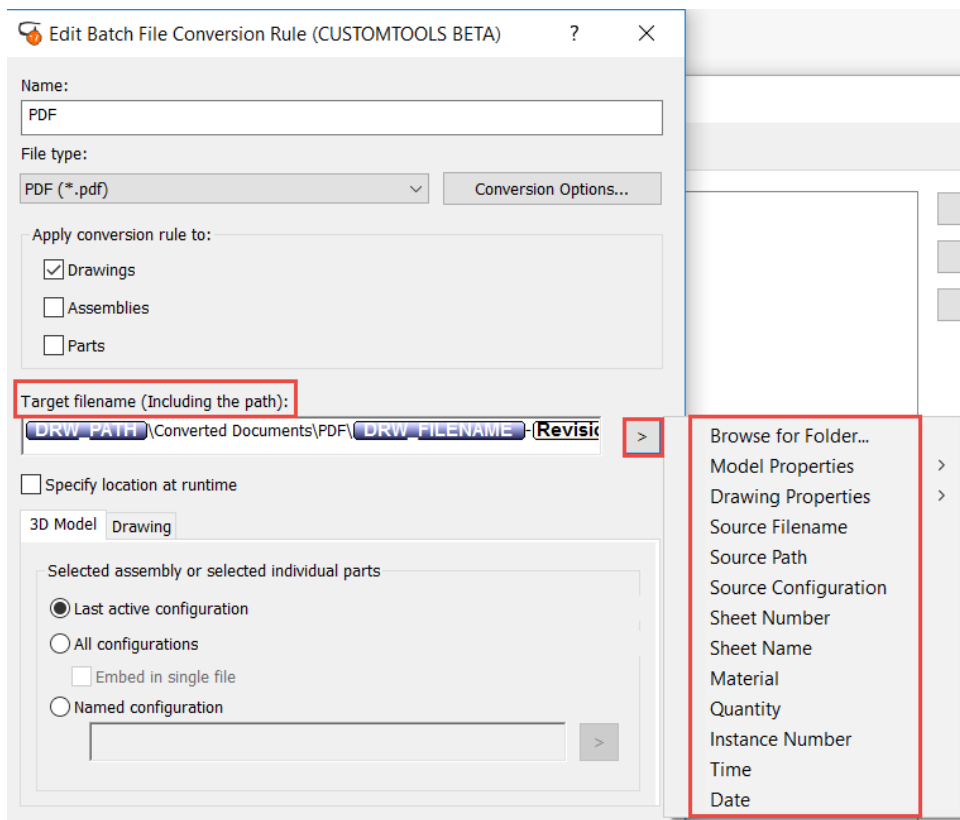 Edit Batch File Conversion Rule (CUSTOMTOOLS BETA) ?
Name:
PDF
File type:
PDF (*.pdf)
Conversion Options...
Apply conversion rule to:
Drawings
Assemblies
Parts
Target filename (Including the path):
DRW_PATH \Converted Documents\PDF\ DRW_FILENAME -
>
Specify location at runtime
3D Model
Drawing
Selected assembly or selected individual parts
Last active configuration
All configurations
Embed in single file
Named configuration
>
Browse for Folder...
Model Properties >
Drawing Properties >
Source Filename
Source Path
Source Configuration
Sheet Number
Sheet Name
Material
Quantity
Instance Number
Time
Date